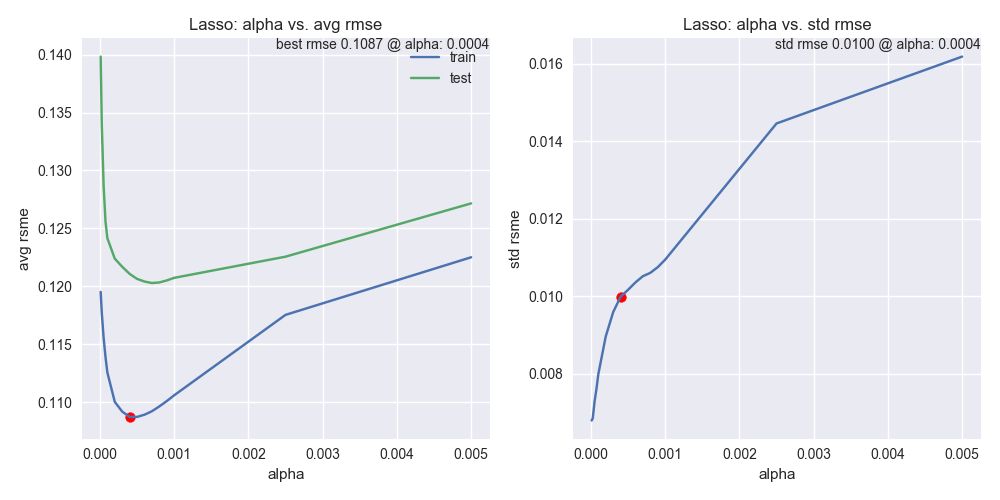 Lasso: alpha vs. avg rmse
best rmse 0.1087 @ alpha: 0.0004
train
test
0.140
0.135
0.130
0.125
0.120
0.115
0.110
avg rsme
0.000 0.001 0.002 0.003 0.004 0.005
alpha
Lasso: alpha vs. std rmse
std rmse 0.0100 @ alpha: 0.0004
0.016
0.014
0.012
0.010
0.008
std rsme
0.000 0.001 0.002 0.003 0.004 0.005
alpha